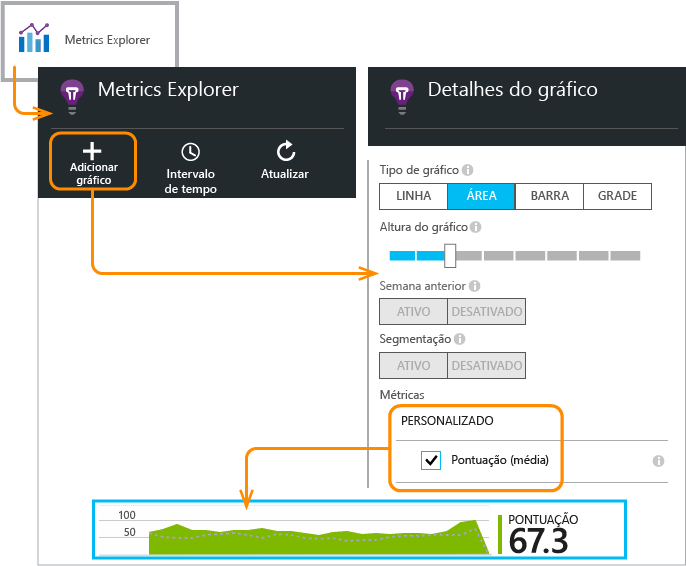 Metrics Explorer
Metrics Explorer
Adicionar
gráfico
Intervalo
de tempo
Atualizar
Detalhes do gráfico
Tipo de gráfico
LINHA ÁREA BARRA GRADE
Altura do gráfico
Semana anterior
ATIVO DESATIVADO
Segmentação
ATIVO DESATIVADO
Métricas
PERSONALIZADO
Pontuação (média)
100
50
PONTUAÇÃO
67.3